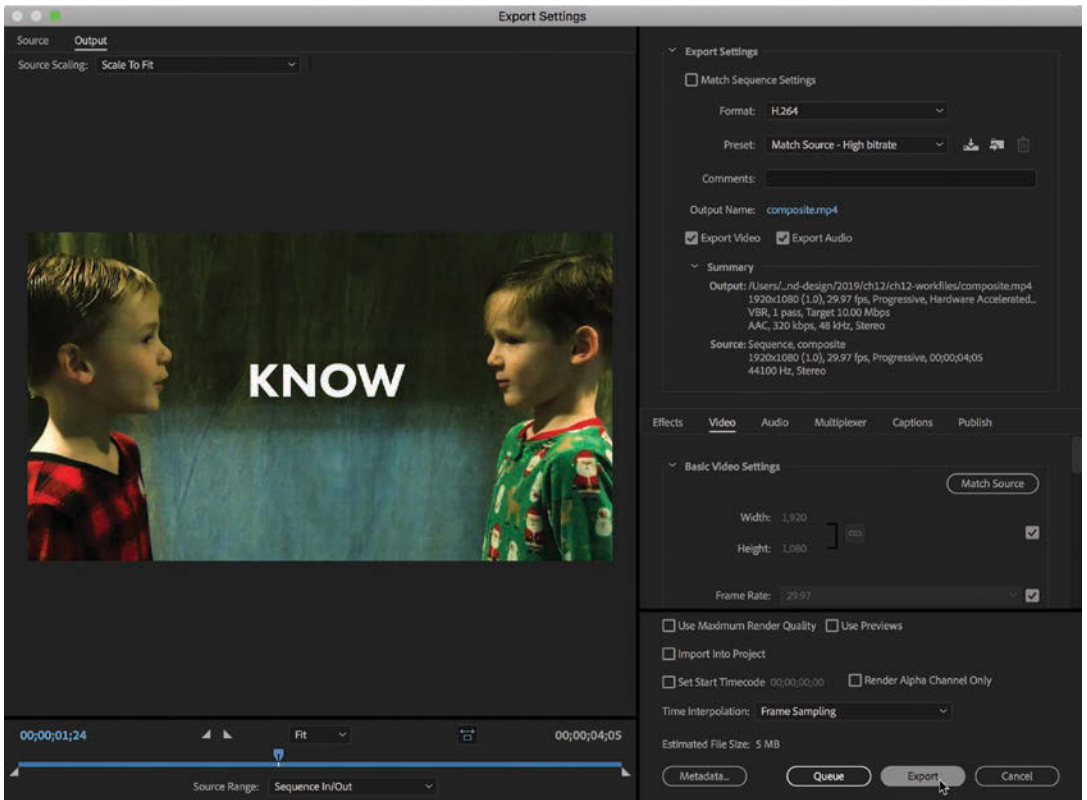 Export Settings
Source Output
Source Scaling: Scale To Fit
KNOW
00;00;01;24 Fit 00;00;04;05
Source Range: Sequence In/Out
Export Settings
Match Sequence Settings
Format: H.264
Preset: Match Source - High bitrate
Comments:
Output Name: composite.mp4
Export Video Export Audio
Summary
Output: /Users/._nd-design/2019/ch12/ch12-workfiles/composite.mp4
1920x1080 (1.0), 29.97 fps, Progressive, Hardware Accelerated...
VBR, 1 pass, Target 10.00 Mbps
AAC, 320 kbps, 48 kHz, Stereo
Source: Sequence, composite
1920x1080 (1.0), 29.97 fps, Progressive, 00;00;04;05
44100 Hz, Stereo
Effects Video Audio Multiplexer Captions Publish
Basic Video Settings
Match Source
Width: 1,920
Height: 1,080
Frame Rate: 29.97
Use Maximum Render Quality Use Previews
Import Into Project
Set Start Timecode 00;00;00;00 Render Alpha Channel Only
Time Interpolation: Frame Sampling
Estimated File Size: 5 MB
Metadata... Queue Export Cancel